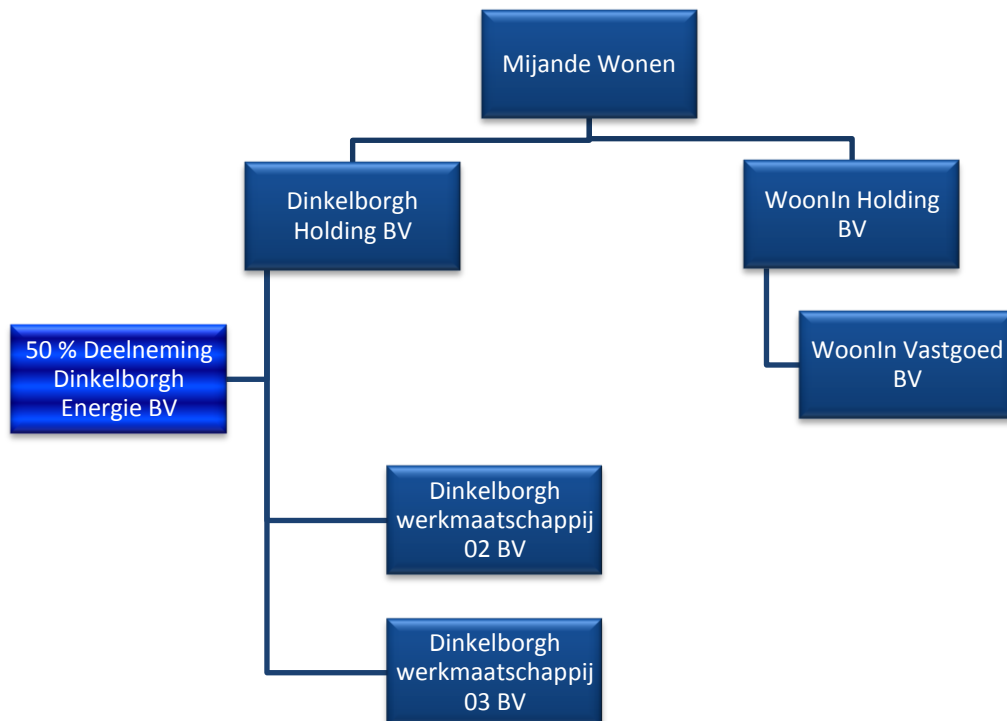 Mijande Wonen
Dinkelborgh
Holding BV
WoonIn Holding
BV
50 % Deelneming
Dinkelborgh
Energie BV
WoonIn Vastgoed
BV
Dinkelborgh
werkmaatschappij
02 BV
Dinkelborgh
werkmaatschappij
03 BV